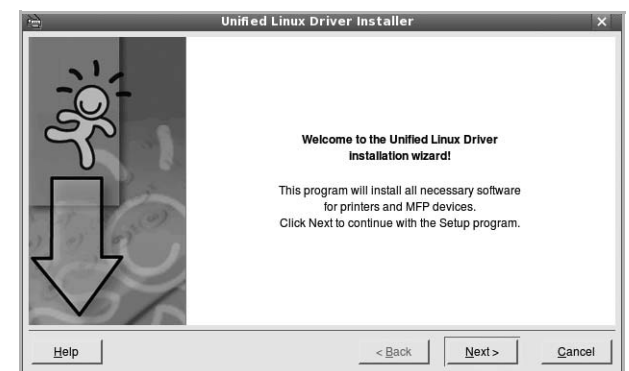 Unified Linux Driver Installer
Welcome to the Unified Linux Driver
installation wizard!
This program will install all necessary software
for printers and MFP devices.
Click Next to continue with the Setup program.
Help
< Back
Next >
Cancel